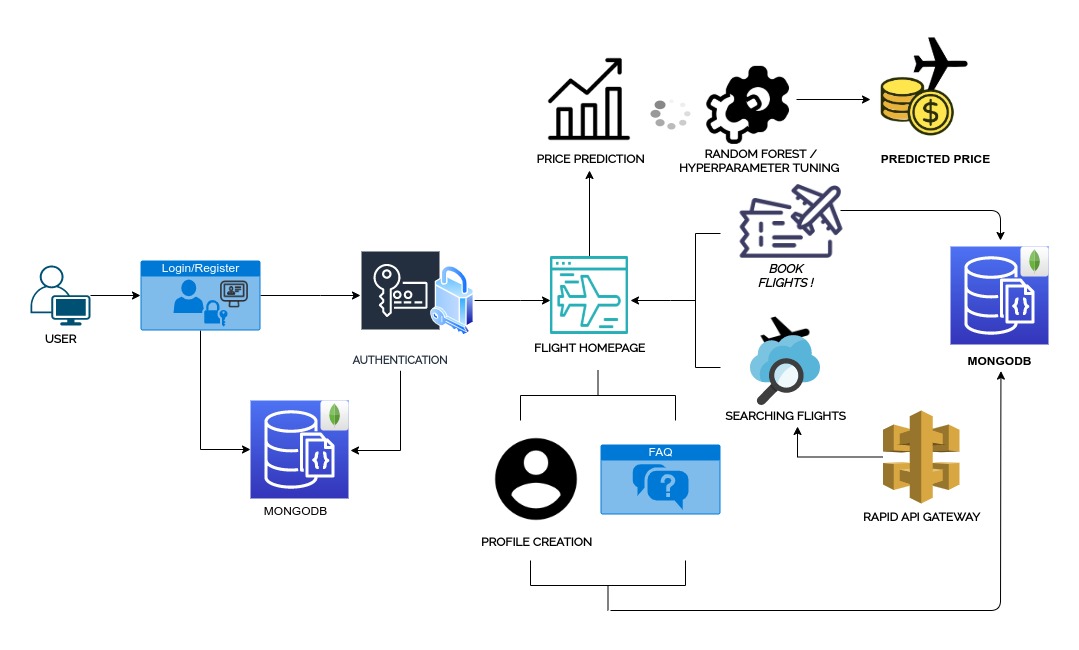 PRICE PREDICTION
RANDOM FOREST /
HYPERPARAMETER TUNING
$
PREDICTED PRICE
Login/Register
BOOK
FLIGHTS !
{}
USER
AUTHENTICATION
FLIGHT HOMEPAGE
MONGODB
SEARCHING FLIGHTS
{}
MONGODB
FAQ
?
PROFILE CREATION
RAPID API GATEWAY